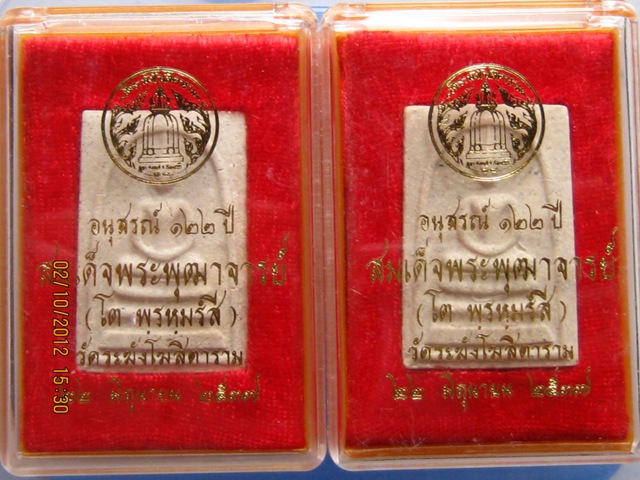 อนุสรณ์ ๑๒๒ ปี
สมเด็จพระพุฒาจารย์
(โต พรหฺมรํสี)
วัดระฆังโฆสิตาราม
๒๒ มิถุนายน ๒๕๓๗
อนุสรณ์ ๑๒๒ ปี
สมเด็จพระพุฒาจารย์
(โต พรหฺมรํสี)
วัดระฆังโฆสิตาราม
๒๒ มิถุนายน ๒๕๓๗
02/10/2012 15:30